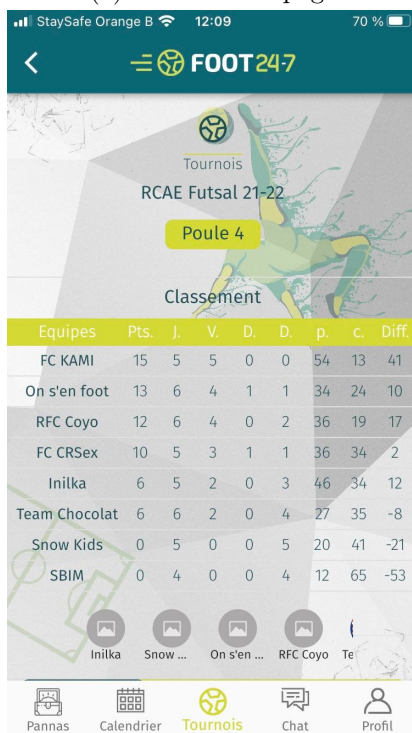 StaySafe Orange B 12:09 70 %
FOOT24-7
Tournois
RCAE Futsal 21-22
Poule 4
Classement
Equipes Pts. J. V. D. D. p. c. Diff.
FC KAMI 15 5 5 0 0 54 13 41
On s'en foot 13 6 4 1 1 34 24 10
RFC Coyo 12 6 4 0 2 36 19 17
FC CRSex 10 5 3 1 1 36 34 2
Inilka 6 5 2 0 3 46 34 12
Team Chocolat 6 6 2 0 4 27 35 -8
Snow Kids 0 5 0 0 5 20 41 -21
SBIM 0 4 0 0 4 12 65 -53
Inilka Snow ... On s'en ... RFC Coyo Te
Pannas Calendrier Tournois Chat Profil